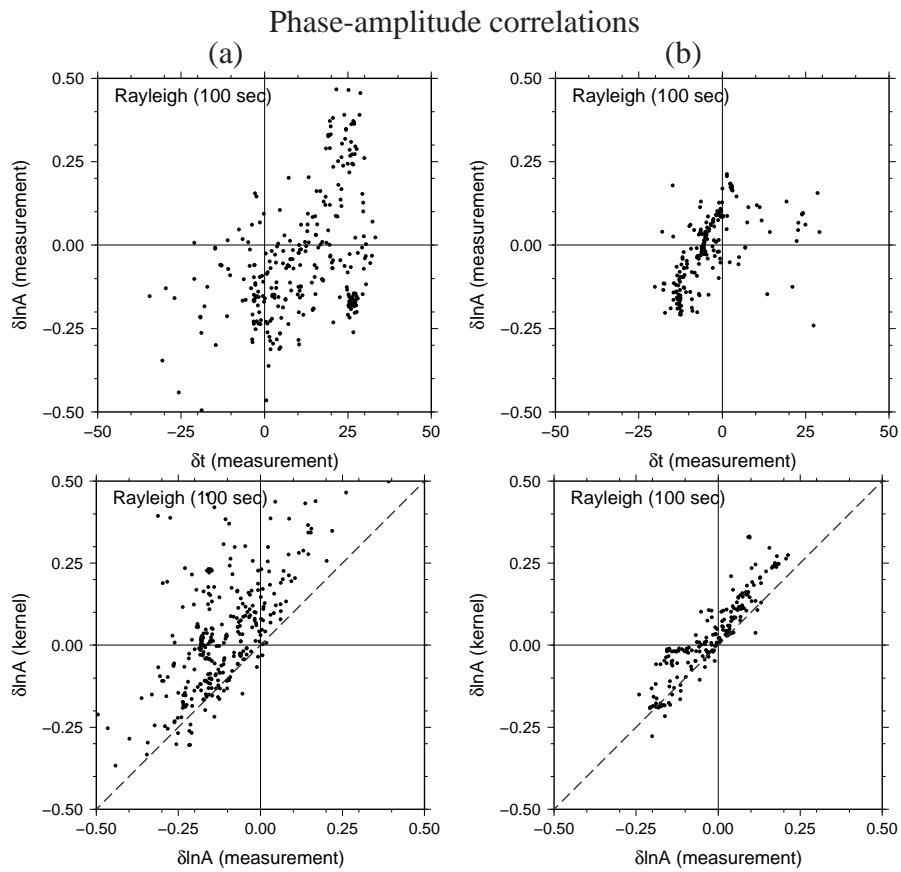 Phase-amplitude correlations
(a)
(b)
Rayleigh (100 sec)
0.50
0.25
0.00
−0.25
−0.50
δlnA (measurement)
−50 −25 0 25 50
δt (measurement)
Rayleigh (100 sec)
0.50
0.25
0.00
−0.25
−0.50
δlnA (measurement)
−50 −25 0 25 50
δt (measurement)
Rayleigh (100 sec)
0.50
0.25
0.00
−0.25
−0.50
δlnA (kernel)
−0.50 −0.25 0.00 0.25 0.50
δlnA (measurement)
Rayleigh (100 sec)
0.50
0.25
0.00
−0.25
−0.50
δlnA (kernel)
−0.50 −0.25 0.00 0.25 0.50
δlnA (measurement)